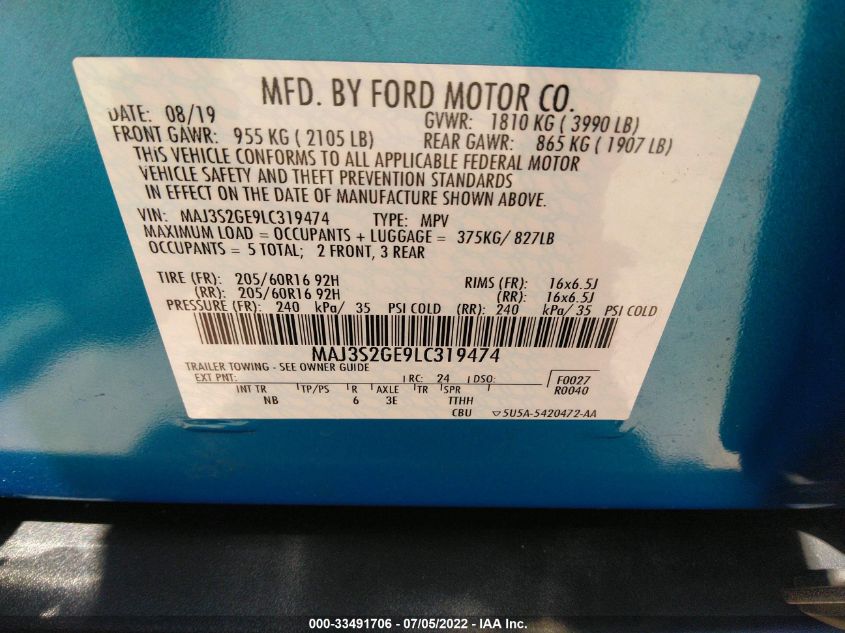 MFD. BY FORD MOTOR CO.
DATE: 08/19 GVWR: 1810 KG ( 3990 LB)
FRONT GAWR: 955 KG ( 2105 LB) REAR GAWR: 865 KG ( 1907 LB)
THIS VEHICLE CONFORMS TO ALL APPLICABLE FEDERAL MOTOR
VEHICLE SAFETY AND THEFT PREVENTION STANDARDS
IN EFFECT ON THE DATE OF MANUFACTURE SHOWN ABOVE.
VIN: MAJ3S2GE9LC319474 TYPE: MPV
MAXIMUM LOAD = OCCUPANTS + LUGGAGE = 375KG/ 827LB
OCCUPANTS = 5 TOTAL; 2 FRONT, 3 REAR
TIRE (FR): 205/60R16 92H RIMS (FR): 16x6.5J
(RR): 205/60R16 92H (RR): 16x6.5J
PRESSURE (FR): 240 kPa/ 35 PSI COLD (RR): 240 kPa/ 35 PSI COLD
MAJ3S2GE9LC319474
TRAILER TOWING - SEE OWNER GUIDE
EXT PNT: RC: 24 DSO: F0027
INT TR TP/PS R AXLE TR SPR R0040
NB 6 3E TTHH
CBU 5U5A-5420472-AA
000-33491706 - 07/05/2022 - IAA Inc.